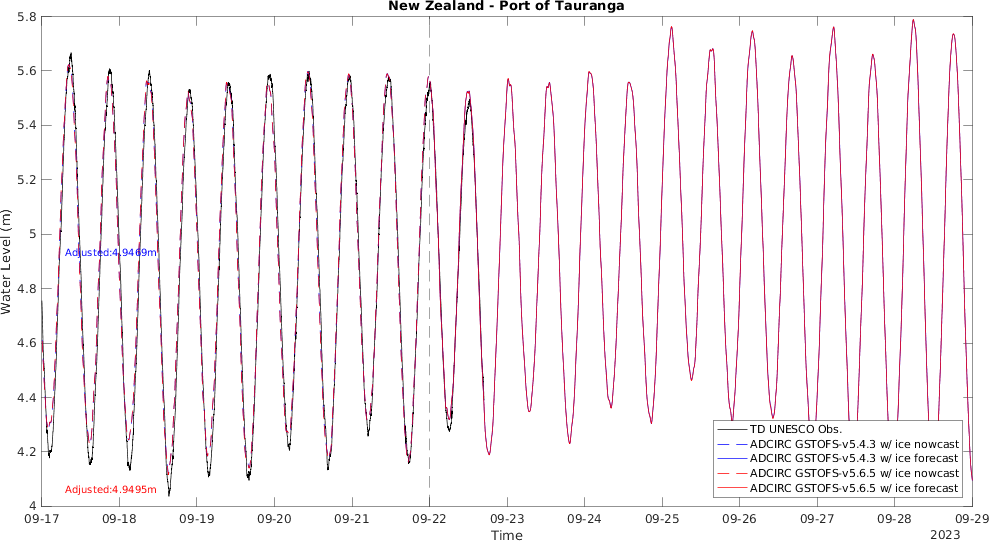 New Zealand - Port of Tauranga
5.8
5.6
5.4
5.2
5
4.8
4.6
4.4
4.2
4
Water Level (m)
Adjusted:4.9469m
Adjusted:4.9495m
TD UNESCO Obs.
ADCIRC GSTOFS-v5.4.3 w/ ice nowcast
ADCIRC GSTOFS-v5.4.3 w/ ice forecast
ADCIRC GSTOFS-v5.6.5 w/ ice nowcast
ADCIRC GSTOFS-v5.6.5 w/ ice forecast
09-17 09-18 09-19 09-20 09-21 09-22 09-23 09-24 09-25 09-26 09-27 09-28 09-29
Time
2023